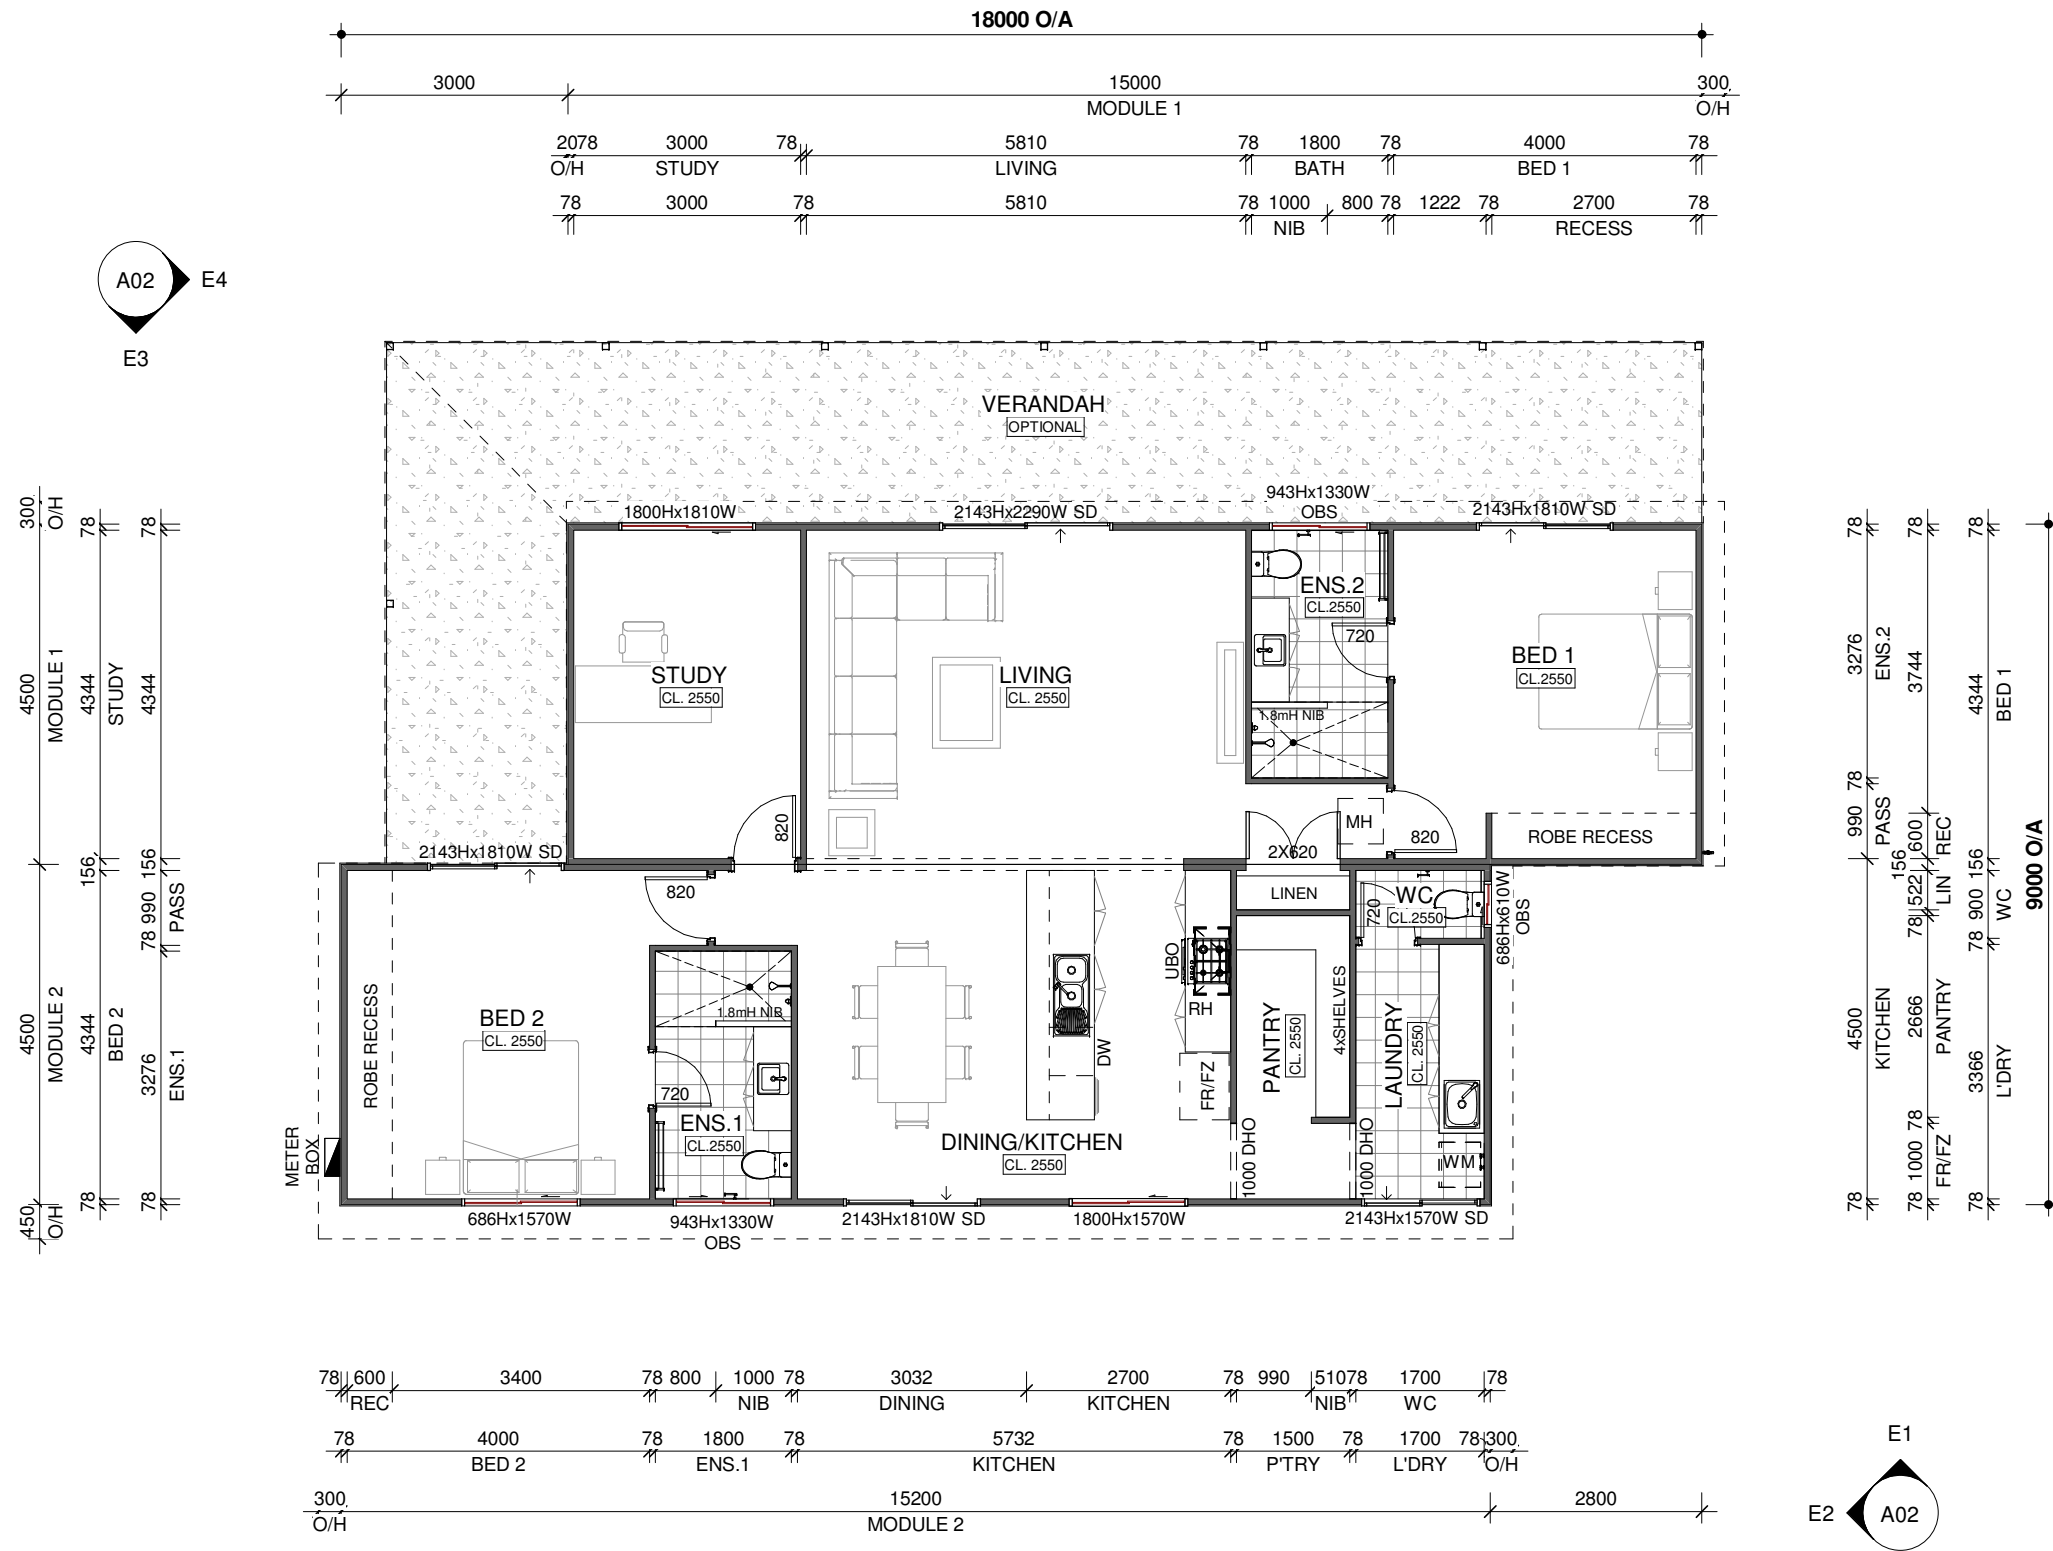 18000 O/A
3000 15000 300
MODULE 1 O/H
2078 3000 78 5810 78 1800 78 4000 78
O/H STUDY LIVING BATH BED 1
78 3000 78 5810 78 1000 800 78 1222 78 2700 78
NIB RECESS
A02 E4
E3
VERANDAH
OPTIONAL
943Hx1330W
1800Hx1810W 2143Hx2290W SD OBS 2143Hx1810W SD
300 O/H
4500 MODULE 1
78 4344 STUDY
78 4344
ENS.2
CL.2550
720
STUDY
CL. 2550
LIVING
CL. 2550
BED 1
CL.2550
1.8mH NIB
820
MH
820
ROBE RECESS
2X620
2143Hx1810W SD
156 156
820
LINEN
WC
CL.2550
720
686Hx610W
OBS
78 990 PASS
UBO
RH
ROBE RECESS
BED 2
CL. 2550
1.8mH NIB
DW
FR/FZ
PANTRY
CL. 2550
4xSHELVES
LAUNDRY
CL. 2550
720
ENS.1
CL.2550
DINING/KITCHEN
CL. 2550
1000 DHO
1000 DHO
WM
METER
BOX
4500 MODULE 2
4344 BED 2
3276 ENS.1
78 78
450 O/H
686Hx1570W 943Hx1330W 2143Hx1810W SD 1800Hx1570W 2143Hx1570W SD
OBS
78 3276 ENS.2 78 990 PASS
78 3744 600 REC
78 4344 BED 1
156 156
4500 KITCHEN 78
522 LIN 78 2666 PANTRY 78 1000 FR/FZ 78
900 WC 78 3366 L'DRY 78
9000 O/A
78 600 3400 78 800 1000 78 3032 2700 78 990 51078 1700 78
REC NIB DINING KITCHEN NIB WC
78 4000 78 1800 78 5732 78 1500 78 1700 78 300
BED 2 ENS.1 KITCHEN P'TRY L'DRY O/H
300 15200 2800
O/H MODULE 2
E1
E2 A02